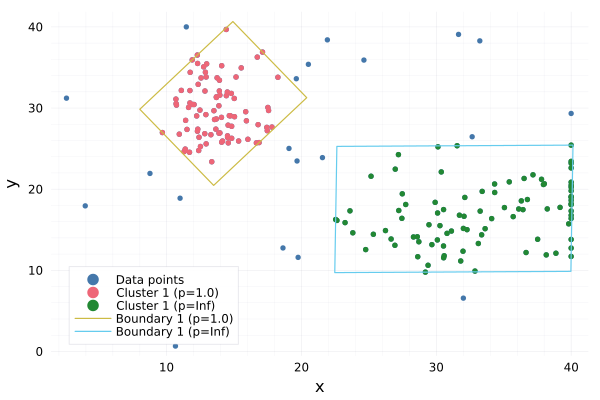 40
30
20
10
0
y
Data points
Cluster 1 (p=1.0)
Cluster 1 (p=Inf)
Boundary 1 (p=1.0)
Boundary 1 (p=Inf)
10
20
30
40
x